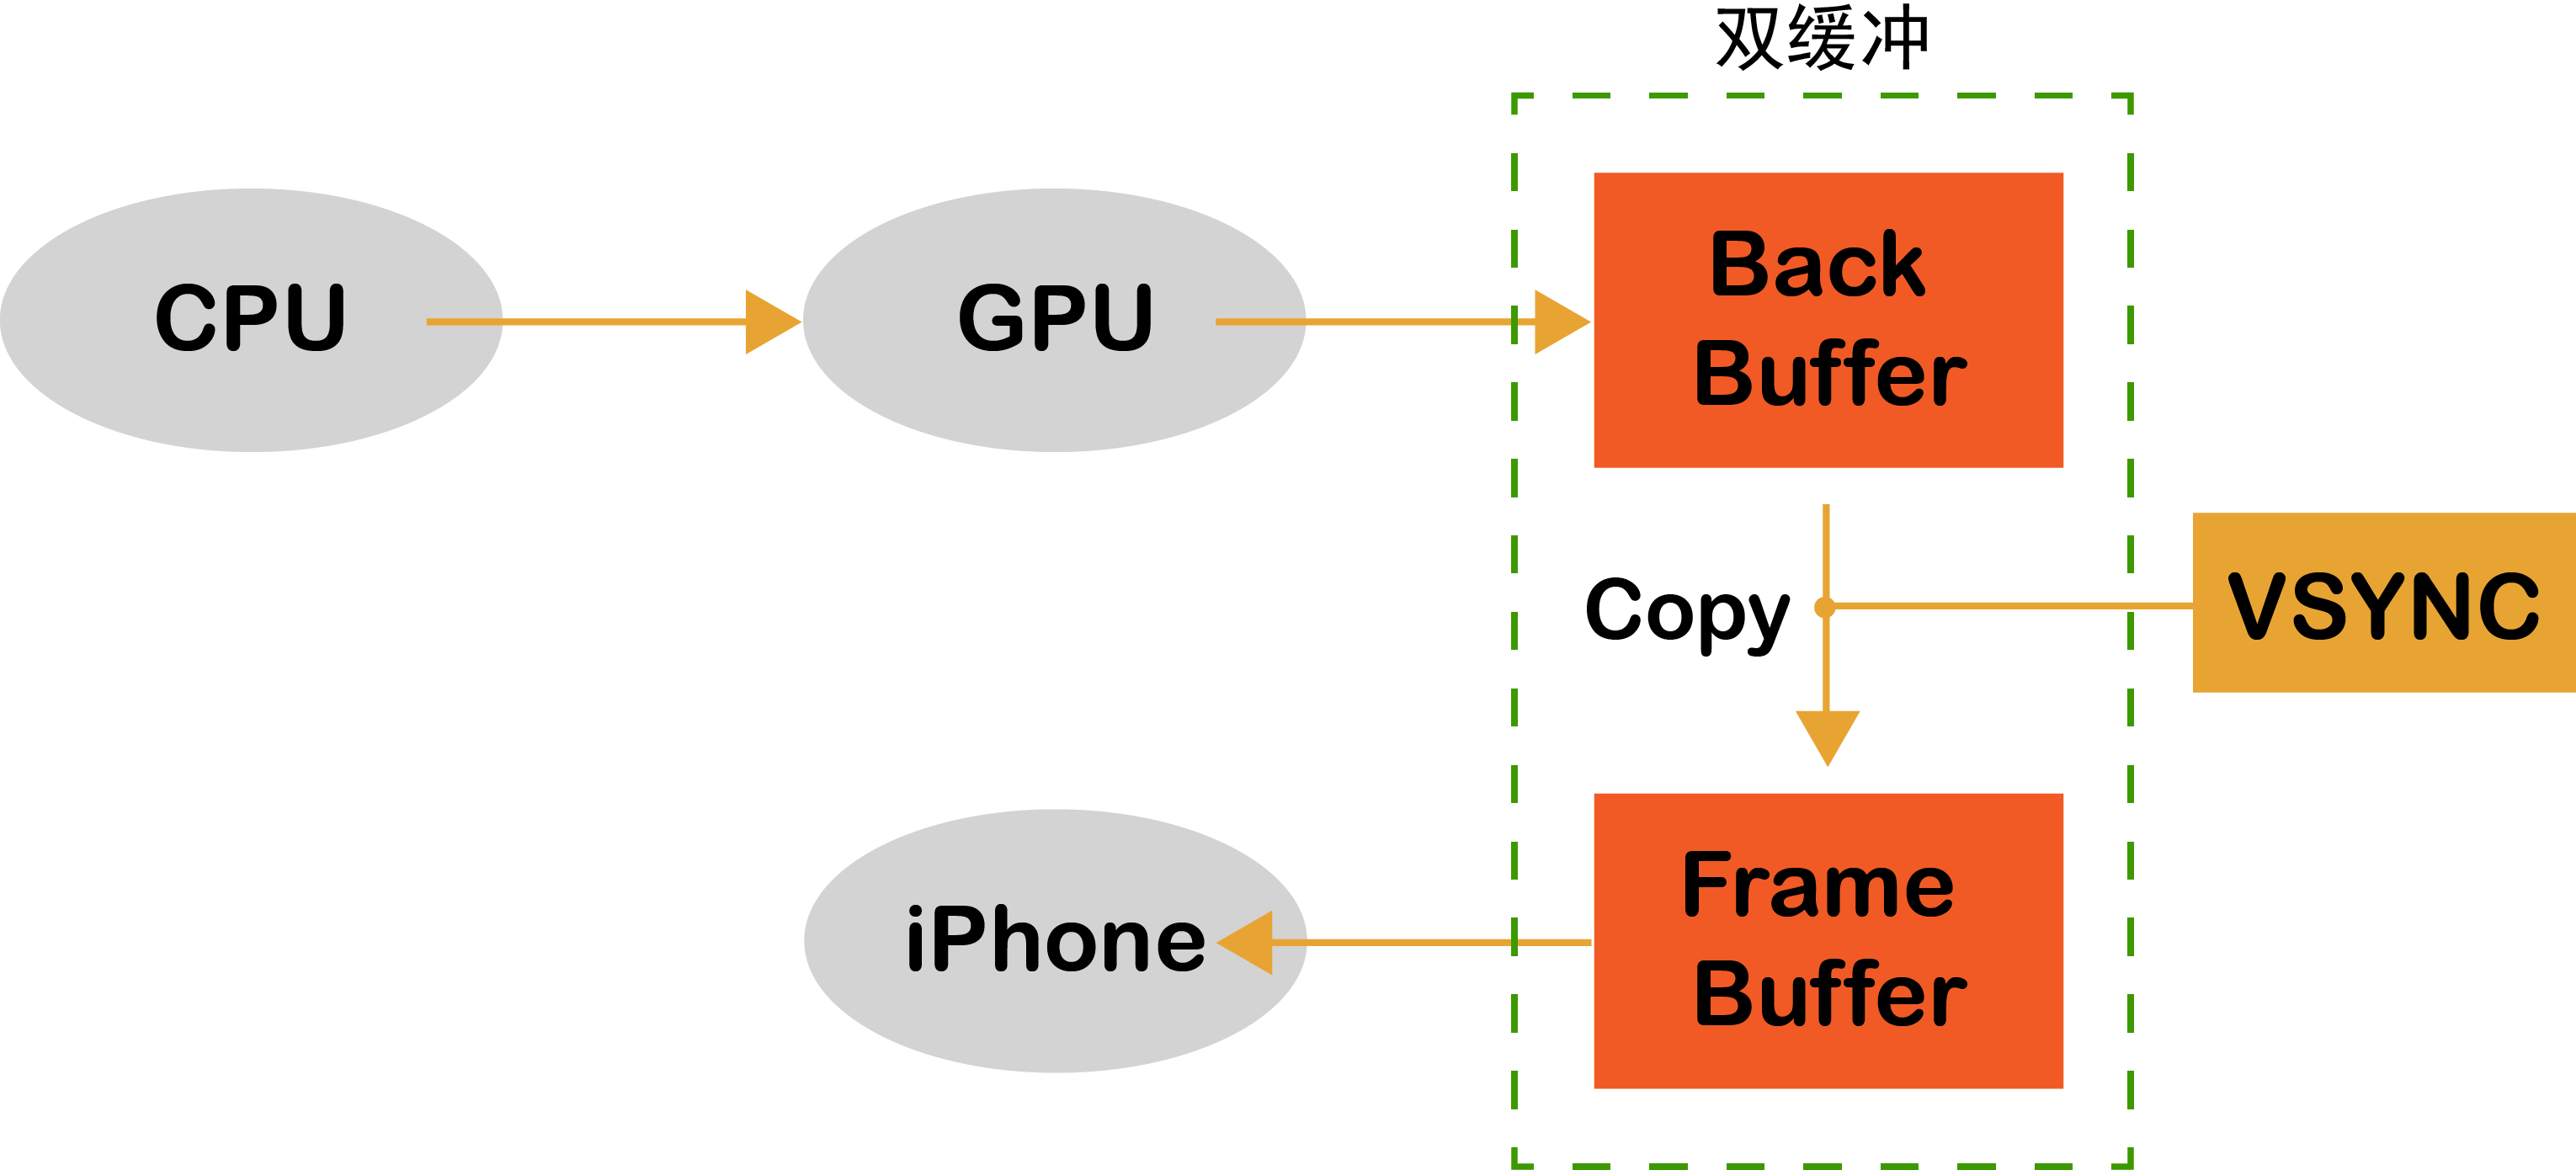 双缓冲
CPU
GPU
Back
Buffer
Copy
VSYNC
iPhone
Frame
Buffer